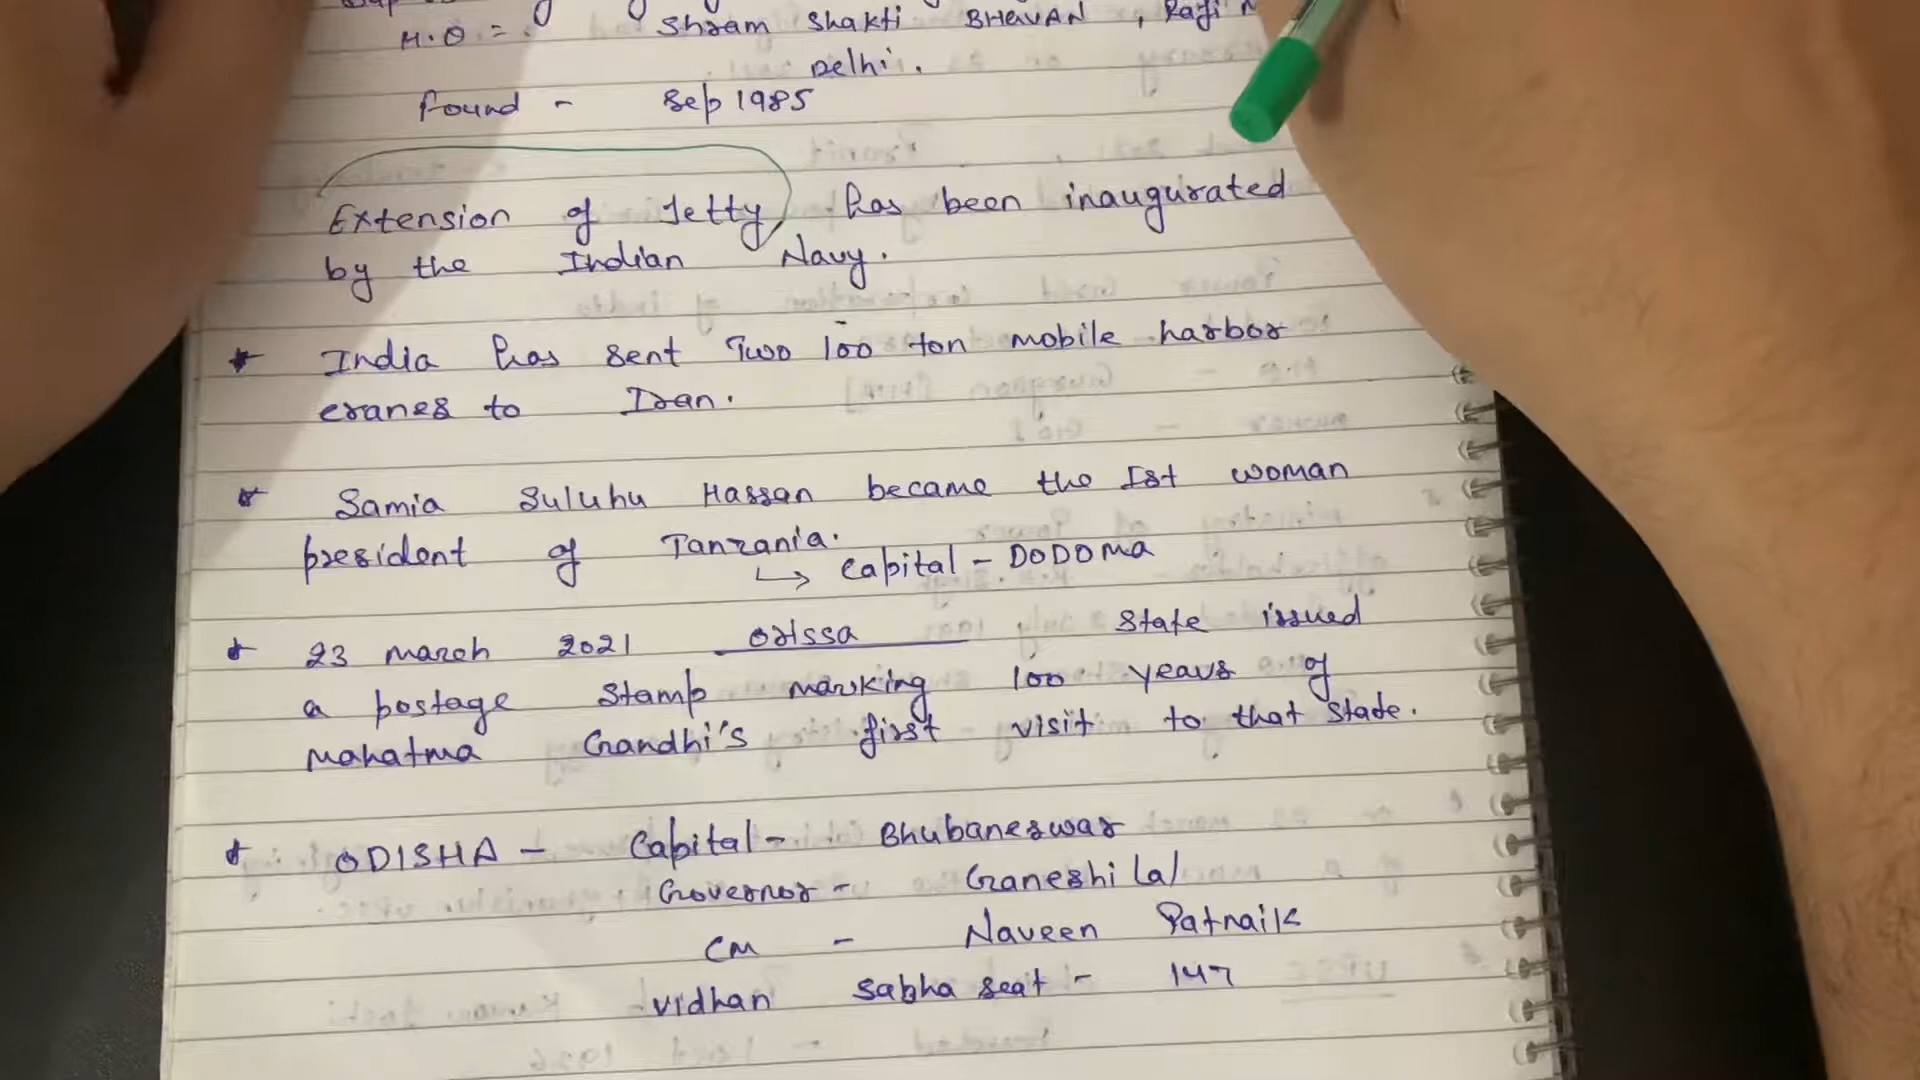 H.O = Shram Shakti BHAVAN , Rafi
Delhi.
Found - Sep 1985
Extension of Jetty has been inaugurated
by the Indian Navy.
* India has sent Two 100 ton mobile harbor
cranes to Iran.
* Samia Suluhu Hassan became the Ist woman
president of Tanzania.
↳ Capital - DODOMA
* 23 march 2021 orissa State issued
a postage Stamp marking 100 years of
Mahatma Gandhi's first visit to that State.
* ODISHA - Capital - Bhubaneswar
Governor - Ganeshi Lal
CM - Naveen Patnaik
vidhan Sabha seat - 147